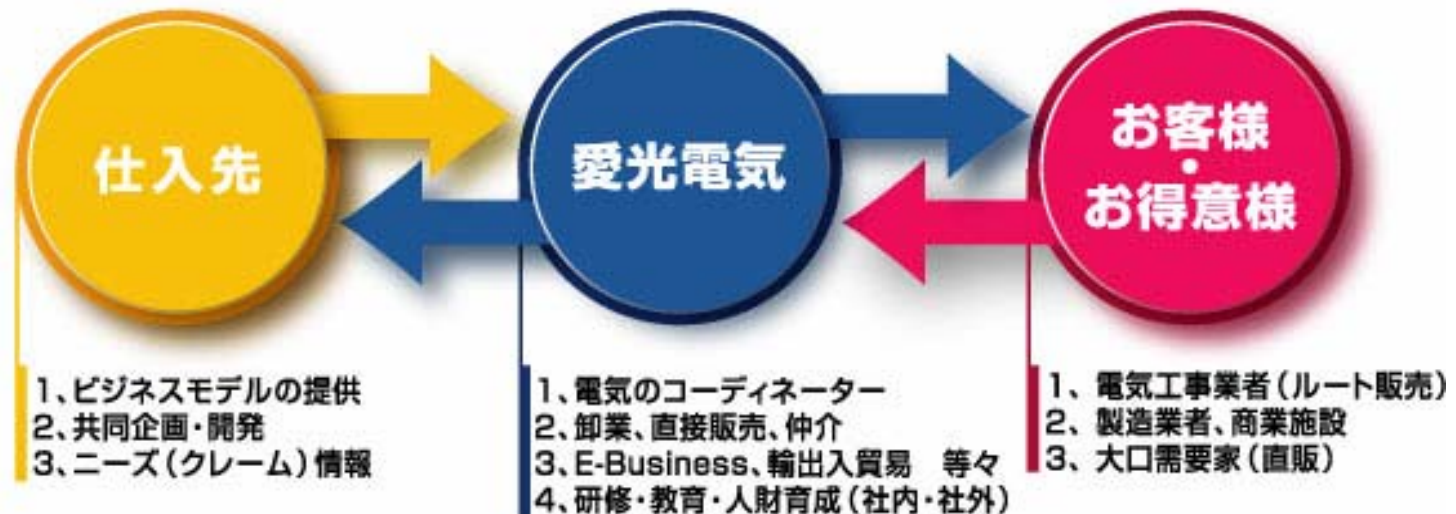 仕入先
愛光電気
お客様
・
お得意様
1、ビジネスモデルの提供
2、共同企画・開発
3、ニーズ(クレーム)情報
1、電気のコーディネーター
2、卸業、直接販売、仲介
3、E-Business、輸出入貿易　等々
4、研修・教育・人財育成(社内・社外)
1、電気工事業者(ルート販売)
2、製造業者、商業施設
3、大口需要家(直販)